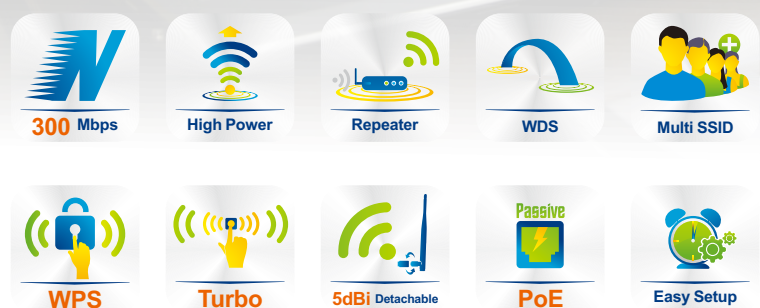 N
300 Mbps
High Power
Repeater
WDS
Multi SSID
WPS
Turbo
5dBi Detachable
Passive
PoE
Easy Setup